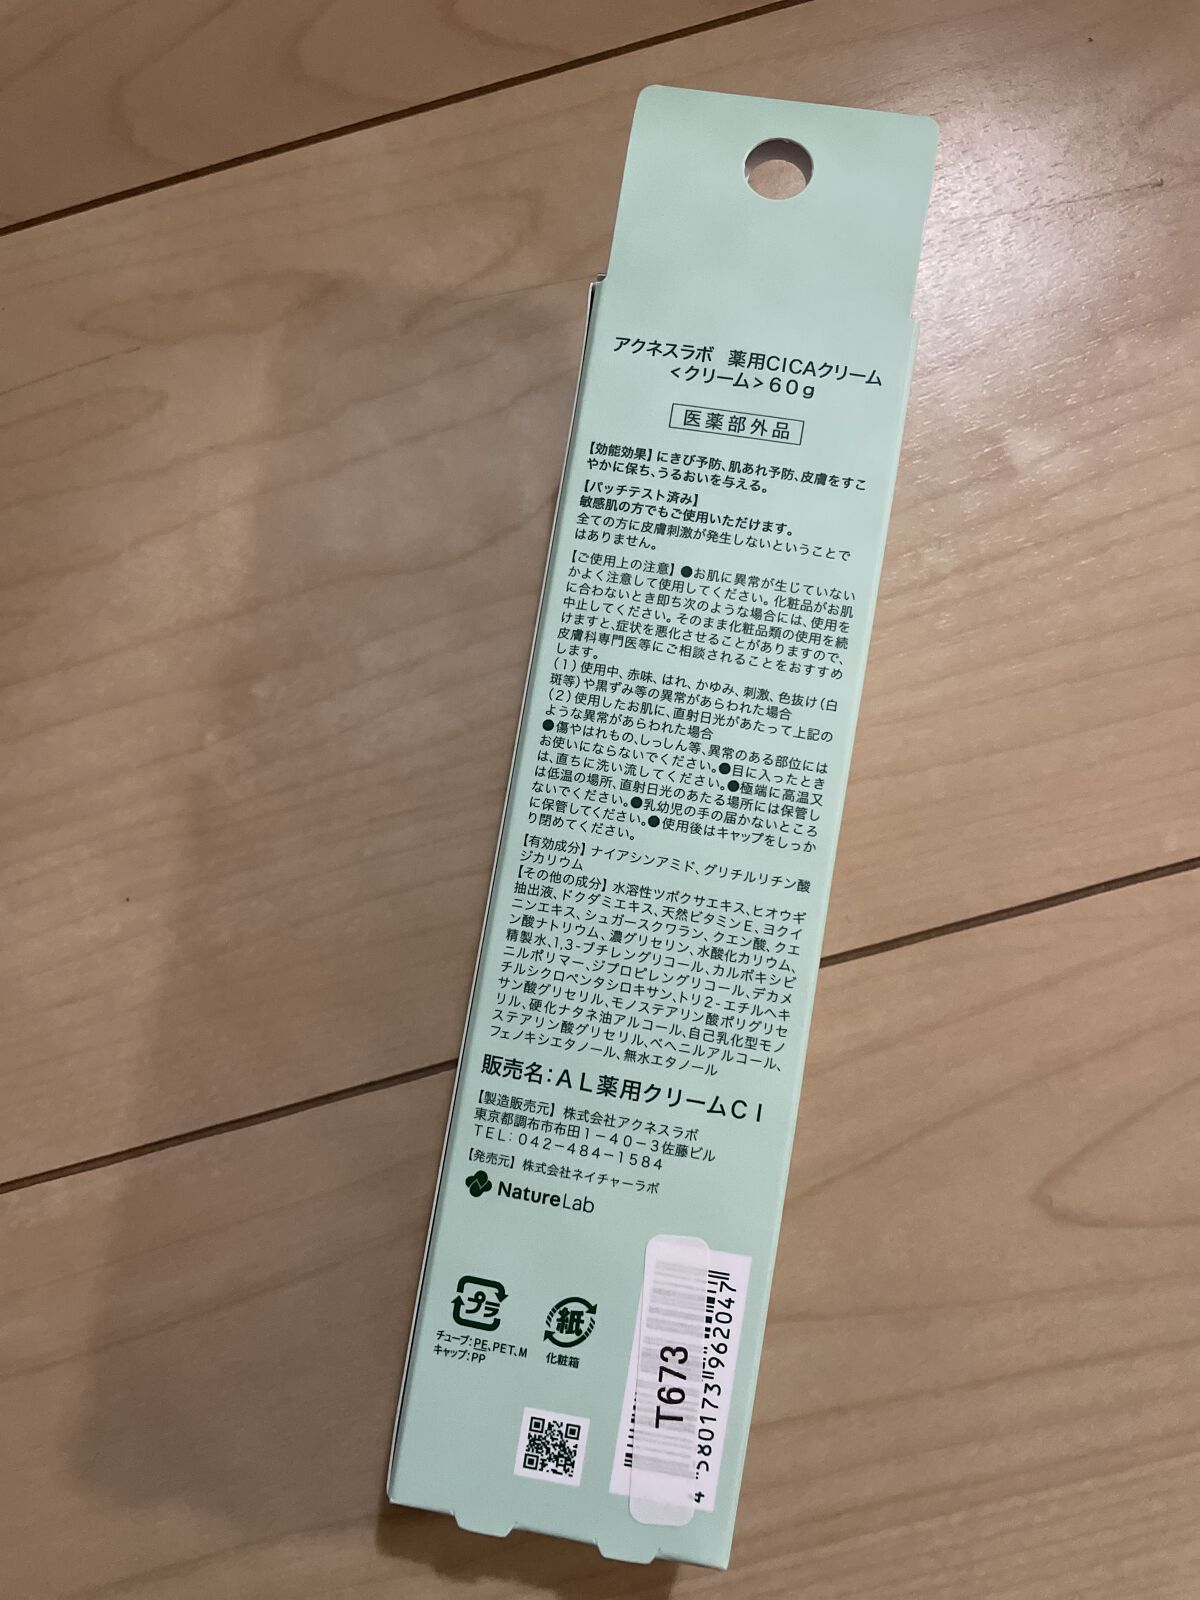 アクネスラボ 薬用CICAクリーム
<クリーム>60g
医薬部外品
【効能効果】にきび予防、肌あれ予防、皮膚をすこ
やかに保ち、うるおいを与える。
【パッチテスト済み】
敏感肌の方でもご使用いただけます。
全ての方に皮膚刺激が発生しないということで
はありません。
【ご使用上の注意】●お肌に異常が生じていない
かよく注意して使用してください。化粧品がお肌
に合わないとき即ち次のような場合には、使用を
中止してください。そのまま化粧品類の使用を続
けますと、症状を悪化させることがありますので、
皮膚科専門医等にご相談されることをおすすめ
します。
(1)使用中、赤味、はれ、かゆみ、刺激、色抜け(白
斑等)や黒ずみ等の異常があらわれた場合
(2)使用したお肌に、直射日光があたって上記の
ような異常があらわれた場合
●傷やはれもの、しっしん等、異常のある部位には
お使いにならないでください。●目に入ったとき
は、直ちに洗い流してください。●極端に高温又
は低温の場所、直射日光のあたる場所には保管し
ないでください。●乳幼児の手の届かないところ
に保管してください。●使用後はキャップをしっか
り閉めてください。
【有効成分】ナイアシンアミド、グリチルリチン酸
ジカリウム
【その他の成分】水溶性ツボクサエキス、ヒオウギ
抽出液、ドクダミエキス、天然ビタミンE、ヨクイ
ニンエキス、シュガースクワラン、クエン酸、クエ
ン酸ナトリウム、濃グリセリン、水酸化カリウム、
精製水、1,3-ブチレングリコール、カルボキシビ
ニルポリマー、ジプロピレングリコール、デカメ
チルシクロペンタシロキサン、トリ2-エチルヘキ
サン酸グリセリル、モノステアリン酸ポリグリセ
リル、硬化ナタネ油アルコール、自己乳化型モノ
ステアリン酸グリセリル、ベヘニルアルコール、
フェノキシエタノール、無水エタノール
販売名:AL薬用クリームCI
【製造販売元】株式会社アクネスラボ
東京都調布市布田1-40-3佐藤ビル
TEL:042-484-1584
【発売元】株式会社ネイチャーラボ
NatureLab
プラ
チューブ:PE、PET、M
キャップ:PP
紙
化粧箱
T673
4 580173 962047